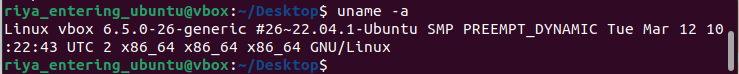 riya_entering_ubuntu@vbox:~/Desktop$ uname -a
Linux vbox 6.5.0-26-generic #26~22.04.1-Ubuntu SMP PREEMPT_DYNAMIC Tue Mar 12 10
:22:43 UTC 2 x86_64 x86_64 x86_64 GNU/Linux
riya_entering_ubuntu@vbox:~/Desktop$